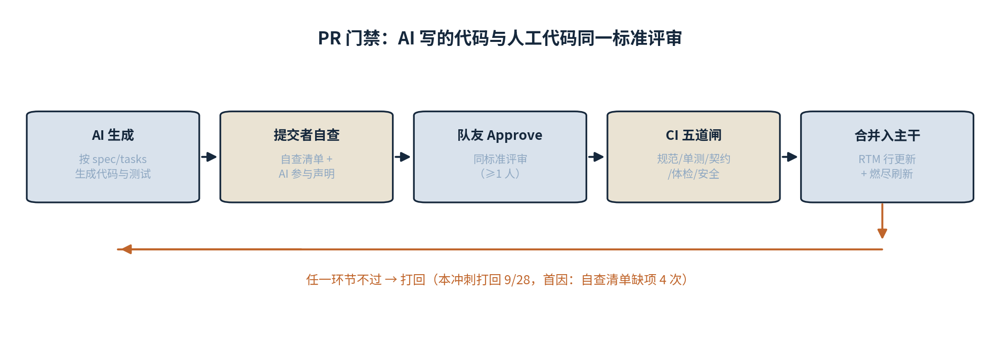 PR 门禁：AI 写的代码与人工代码同一标准评审
AI 生成
按 spec/tasks
生成代码与测试
提交者自查
自查清单 +
AI 参与声明
队友 Approve
同标准评审
（≥1 人）
CI 五道闸
规范/单测/契约
/体检/安全
合并入主干
RTM 行更新
+ 燃尽刷新
任一环节不过 → 打回（本冲刺打回 9/28，首因：自查清单缺项 4 次）